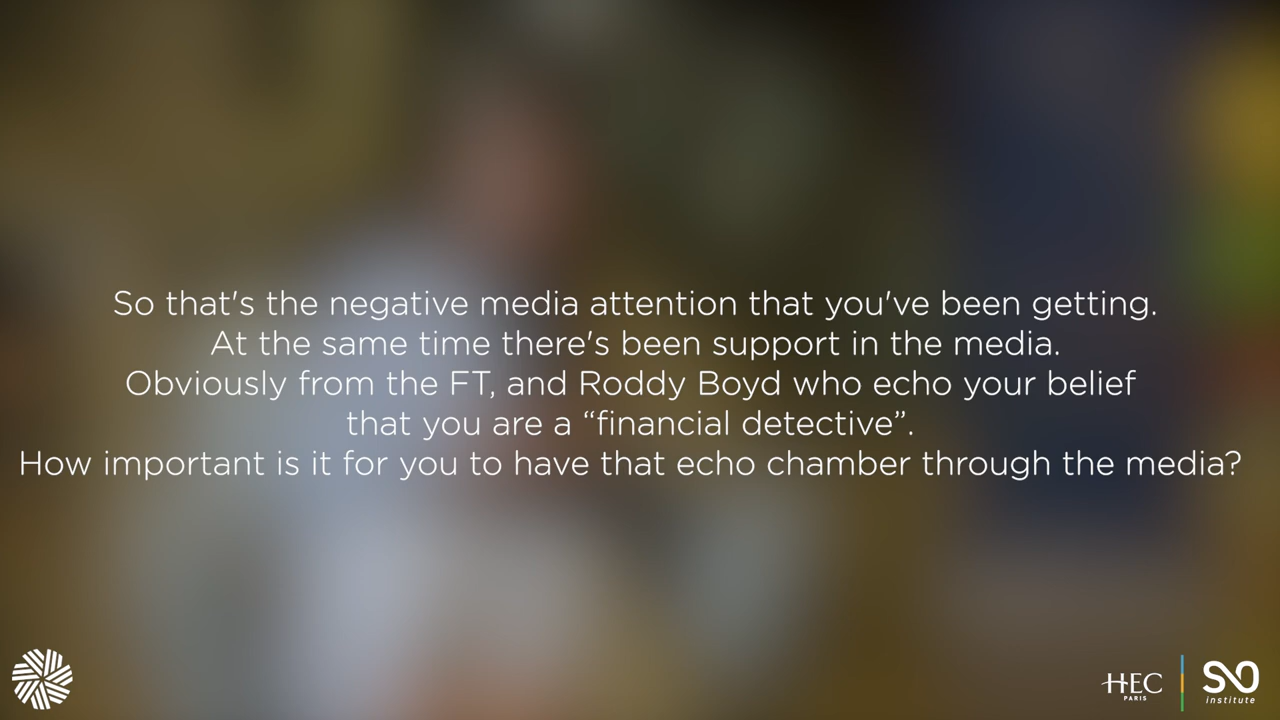 So that's the negative media attention that you've been getting.
At the same time there's been support in the media.
Obviously from the FT, and Roddy Boyd who echo your belief
that you are a “financial detective”.
How important is it for you to have that echo chamber through the media?
HEC
PARIS
SO
institute